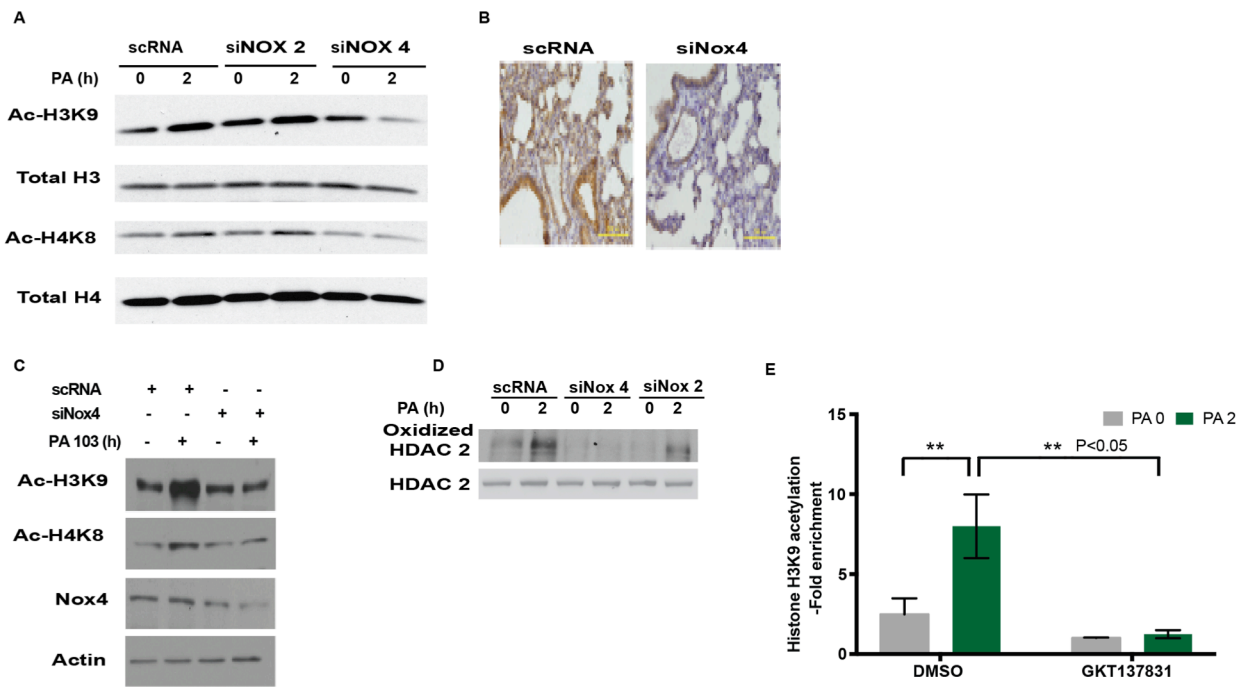 A
scRNA siNOX 2 siNOX 4
PA (h) 0 2 0 2 0 2
Ac-H3K9
Total H3
Ac-H4K8
Total H4
B
scRNA siNox4
C
scRNA + + - -
siNox4 - - + +
PA 103 (h) - + - +
Ac-H3K9
Ac-H4K8
Nox4
Actin
D
scRNA siNox 4 siNox 2
PA (h) 0 2 0 2 0 2
Oxidized
HDAC 2
HDAC 2
E
PA 0 PA 2
15
** ** P<0.05
10
5
0
Histone H3K9 acetylation
-Fold enrichment
DMSO GKT137831